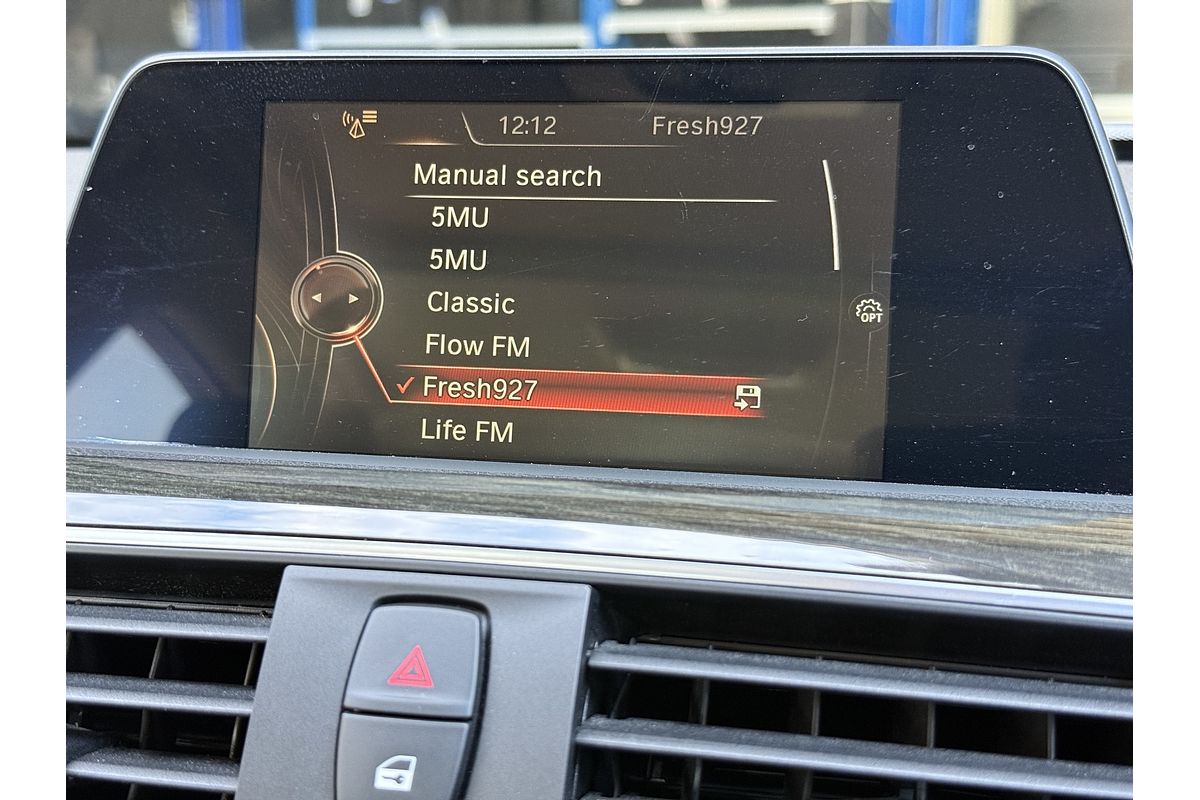 12:12 Fresh927
Manual search
5MU
5MU
Classic
Flow FM
Fresh927
Life FM
OPT